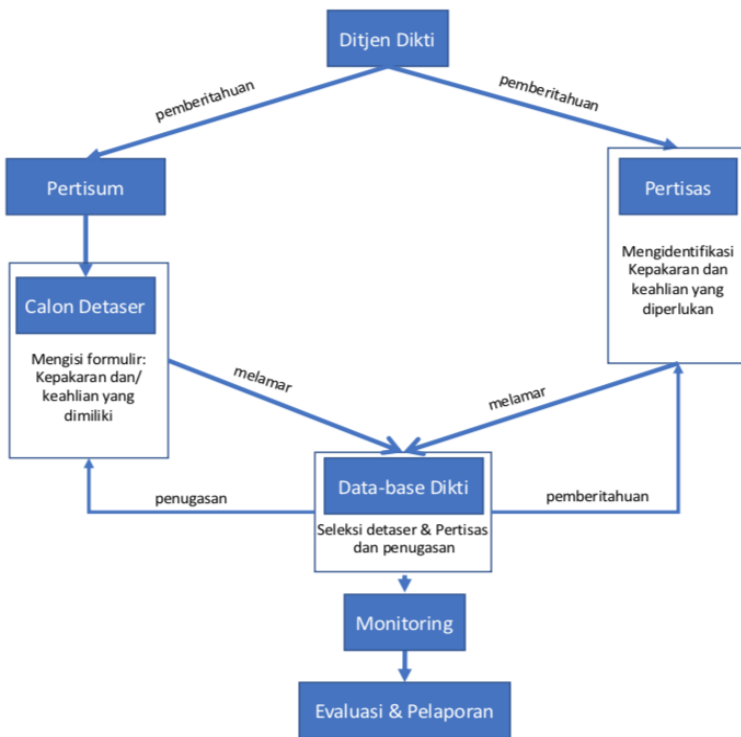 Ditjen Dikti
pemberitahuan
pemberitahuan
Pertisum
Pertisas
Mengidentifikasi
Kepakaran dan
keahlian yang
diperlukan
Calon Detaser
Mengisi formulir:
Kepakaran dan/
keahlian yang
dimiliki
melamar
melamar
Data-base Dikti
penugasan
pemberitahuan
Seleksi detaser & Pertisas
dan penugasan
Monitoring
Evaluasi & Pelaporan